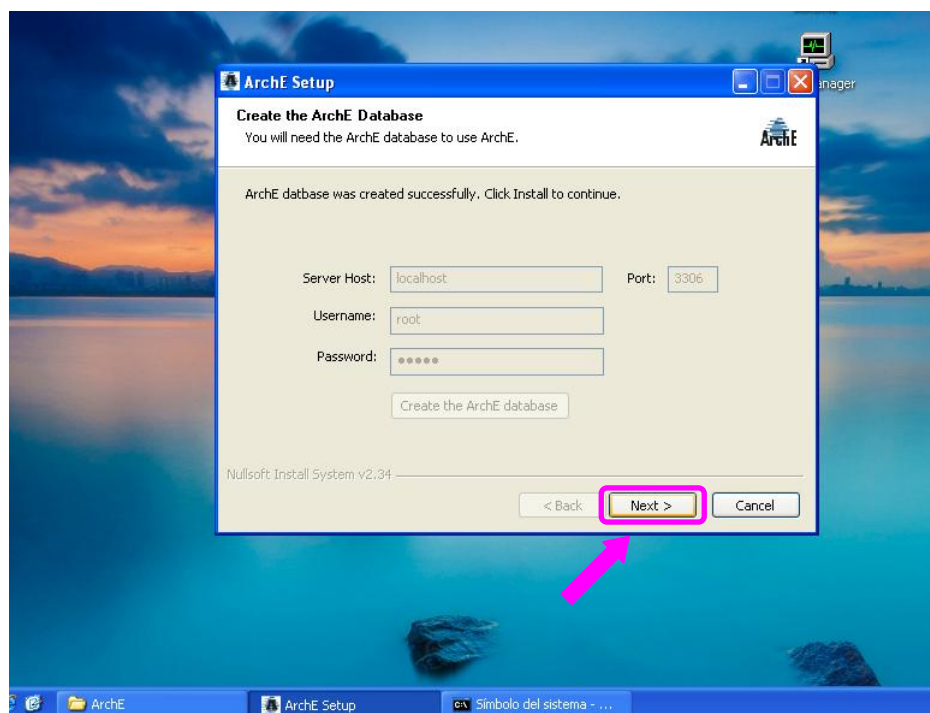 anager
ArchE Setup
Create the ArchE Database
You will need the ArchE database to use ArchE.
ArchE
ArchE datbase was created successfully. Click Install to continue.
Server Host: localhost Port: 3306
Username: root
Password: •••••
Create the ArchE database
Nullsoft Install System v2.34
< Back Next > Cancel
ArchE ArchE Setup Símbolo del sistema - ...